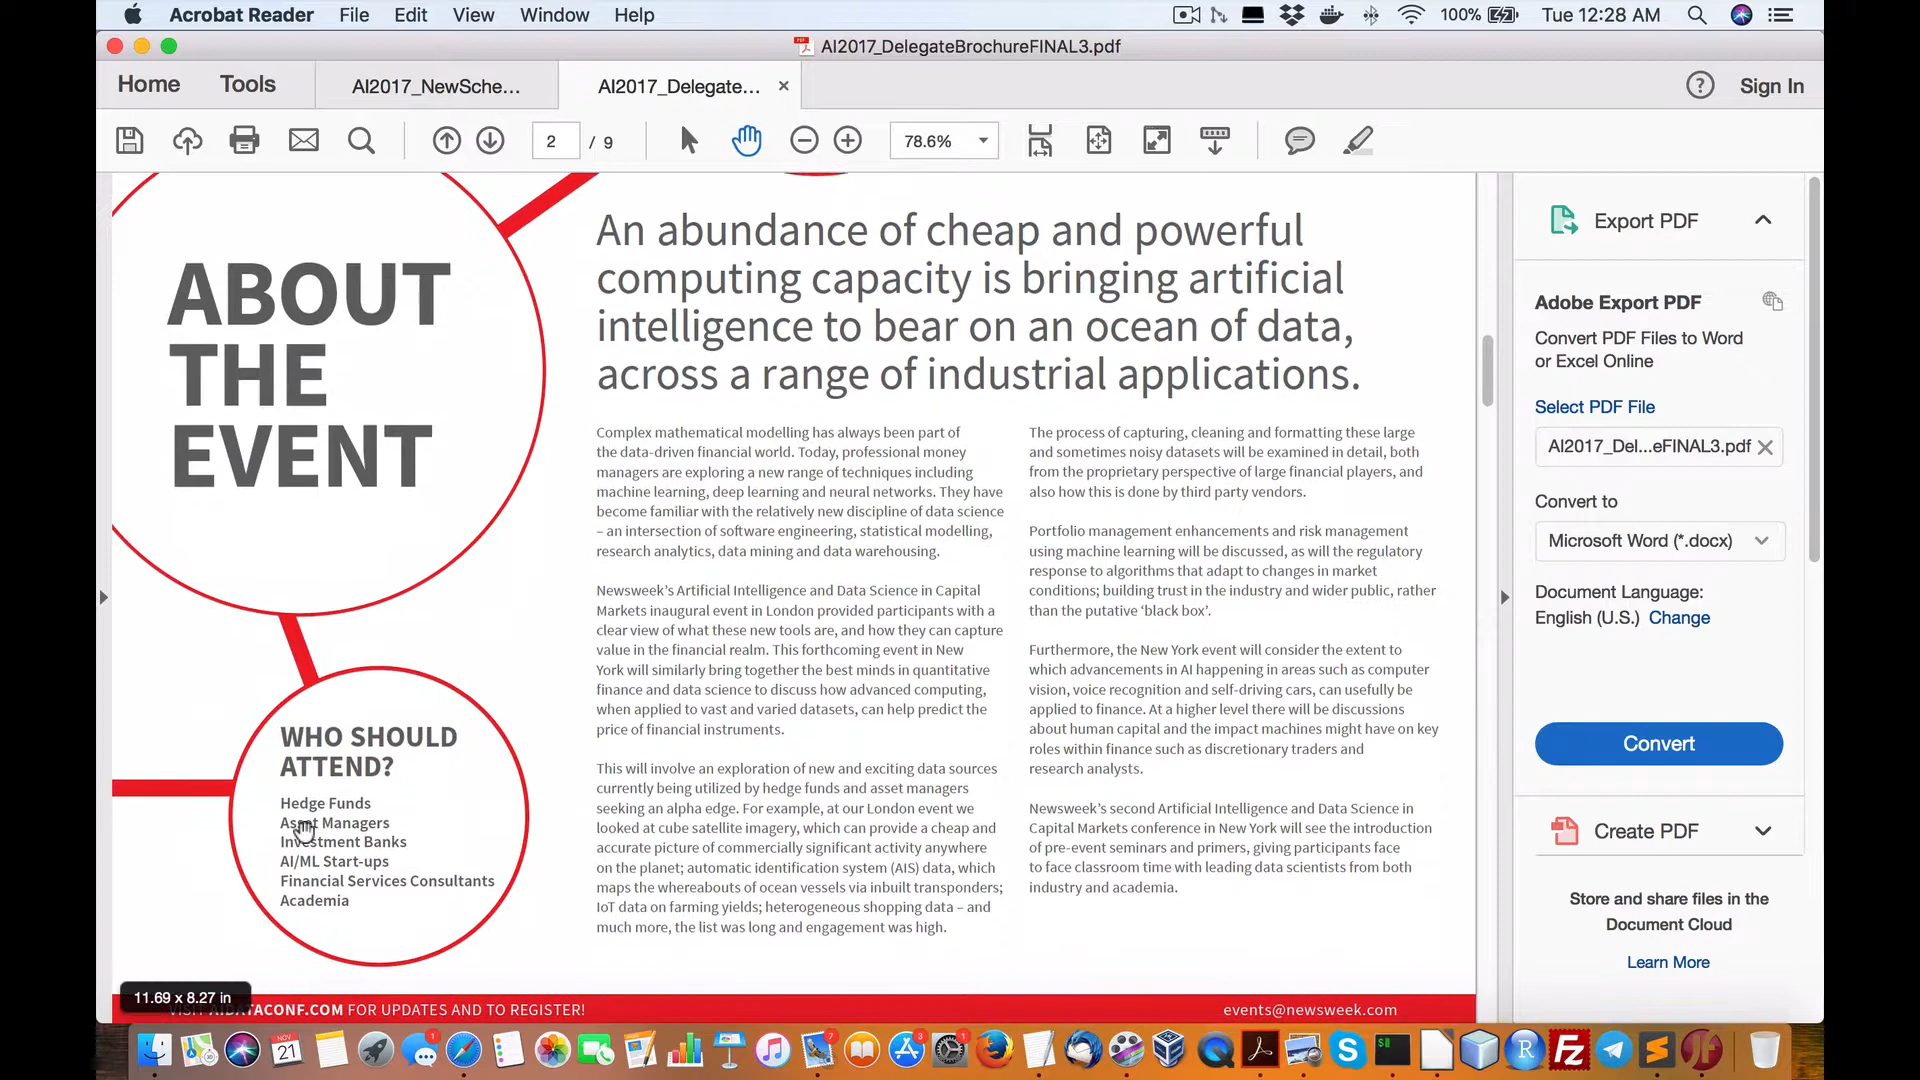 Acrobat Reader File Edit View Window Help 100% Tue 12:28 AM
AI2017_DelegateBrochureFINAL3.pdf
Home Tools AI2017_NewSche... AI2017_Delegate... × ? Sign In
2 / 9 78.6%
ABOUT
THE
EVENT
WHO SHOULD
ATTEND?
Hedge Funds
Asset Managers
Investment Banks
AI/ML Start-ups
Financial Services Consultants
Academia
An abundance of cheap and powerful
computing capacity is bringing artificial
intelligence to bear on an ocean of data,
across a range of industrial applications.
Complex mathematical modelling has always been part of
the data-driven financial world. Today, professional money
managers are exploring a new range of techniques including
machine learning, deep learning and neural networks. They have
become familiar with the relatively new discipline of data science
– an intersection of software engineering, statistical modelling,
research analytics, data mining and data warehousing.
Newsweek's Artificial Intelligence and Data Science in Capital
Markets inaugural event in London provided participants with a
clear view of what these new tools are, and how they can capture
value in the financial realm. This forthcoming event in New
York will similarly bring together the best minds in quantitative
finance and data science to discuss how advanced computing,
when applied to vast and varied datasets, can help predict the
price of financial instruments.
This will involve an exploration of new and exciting data sources
currently being utilized by hedge funds and asset managers
seeking an alpha edge. For example, at our London event we
looked at cube satellite imagery, which can provide a cheap and
accurate picture of commercially significant activity anywhere
on the planet; automatic identification system (AIS) data, which
maps the whereabouts of ocean vessels via inbuilt transponders;
IoT data on farming yields; heterogeneous shopping data – and
much more, the list was long and engagement was high.
The process of capturing, cleaning and formatting these large
and sometimes noisy datasets will be examined in detail, both
from the proprietary perspective of large financial players, and
also how this is done by third party vendors.
Portfolio management enhancements and risk management
using machine learning will be discussed, as will the regulatory
response to algorithms that adapt to changes in market
conditions; building trust in the industry and wider public, rather
than the putative 'black box'.
Furthermore, the New York event will consider the extent to
which advancements in AI happening in areas such as computer
vision, voice recognition and self-driving cars, can usefully be
applied to finance. At a higher level there will be discussions
about human capital and the impact machines might have on key
roles within finance such as discretionary traders and
research analysts.
Newsweek's second Artificial Intelligence and Data Science in
Capital Markets conference in New York will see the introduction
of pre-event seminars and primers, giving participants face
to face classroom time with leading data scientists from both
industry and academia.
11.69 x 8.27 in
VISIT AIDATACONF.COM FOR UPDATES AND TO REGISTER! events@newsweek.com
Export PDF
Adobe Export PDF
Convert PDF Files to Word
or Excel Online
Select PDF File
AI2017_Del...eFINAL3.pdf
Convert to
Microsoft Word (*.docx)
Document Language:
English (U.S.) Change
Convert
Create PDF
Store and share files in the
Document Cloud
Learn More
NOV
21